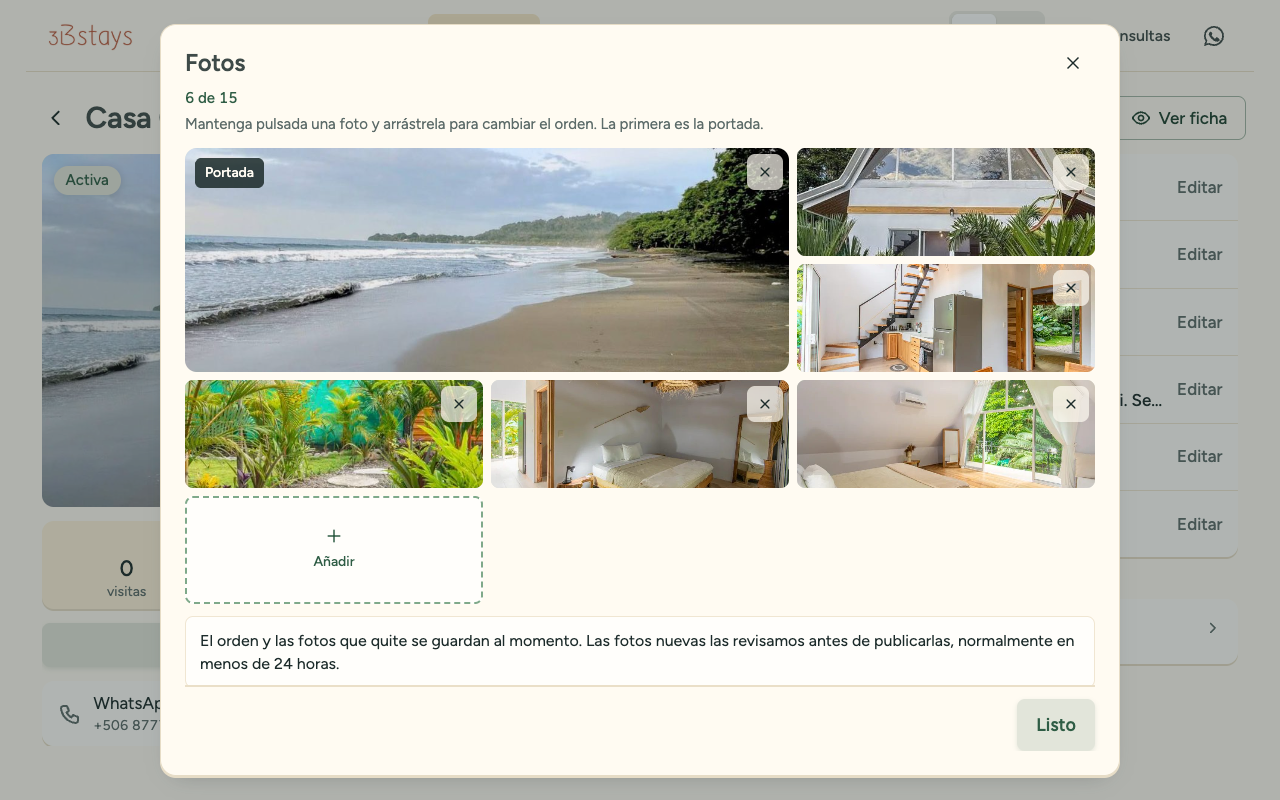 3Bstays
nsultas
Casa
Ver ficha
Activa
Editar
Editar
Editar
i. Se... Editar
Editar
Editar
0
visitas
WhatsAp
+506 877
Fotos
6 de 15
Mantenga pulsada una foto y arrástrela para cambiar el orden. La primera es la portada.
Portada
Añadir
El orden y las fotos que quite se guardan al momento. Las fotos nuevas las revisamos antes de publicarlas, normalmente en
menos de 24 horas.
Listo